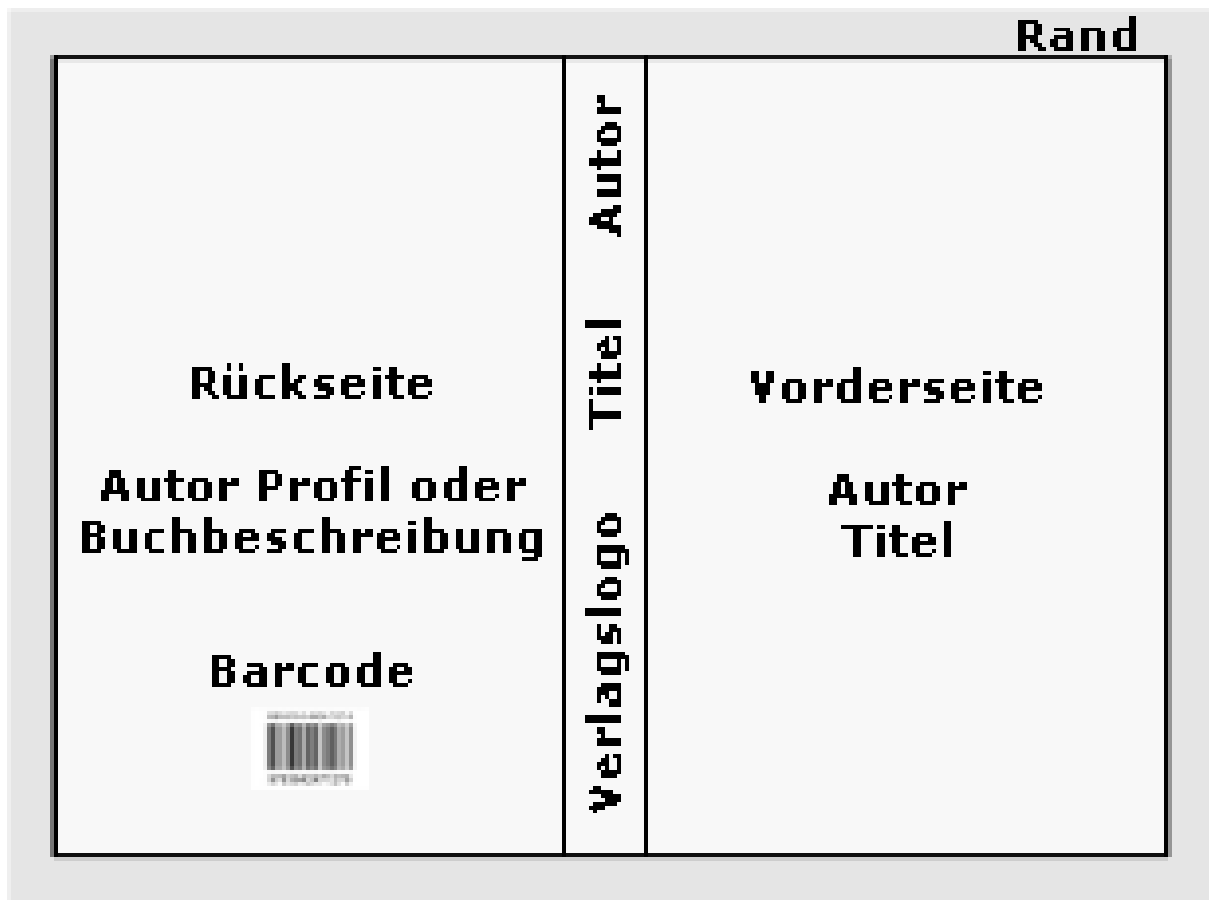 Rand
Rückseite
Autor Profil oder
Buchbeschreibung
Barcode
Verlagslogo Titel Autor
Vorderseite
Autor
Titel